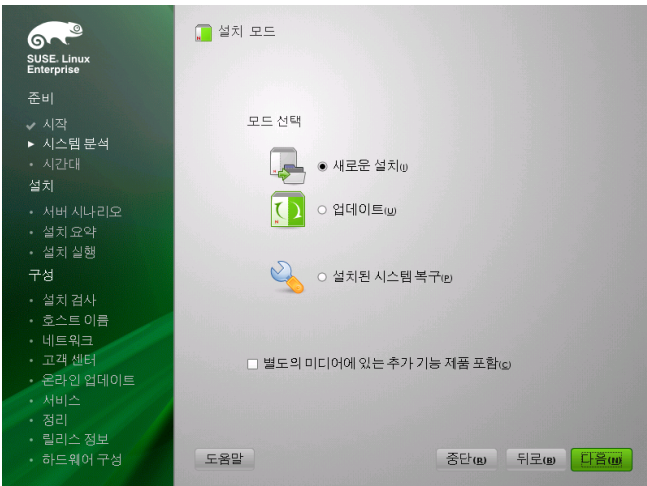 SUSE. Linux
Enterprise
준비
시작
시스템 분석
시간대
설치
서버 시나리오
설치 요약
설치 실행
구성
설치 검사
호스트 이름
네트워크
고객 센터
온라인 업데이트
서비스
정리
릴리스 정보
하드웨어 구성
설치 모드
모드 선택
새로운 설치(I)
업데이트(U)
설치된 시스템 복구(P)
별도의 미디어에 있는 추가 기능 제품 포함(C)
도움말
중단(R)
뒤로(B)
다음(N)